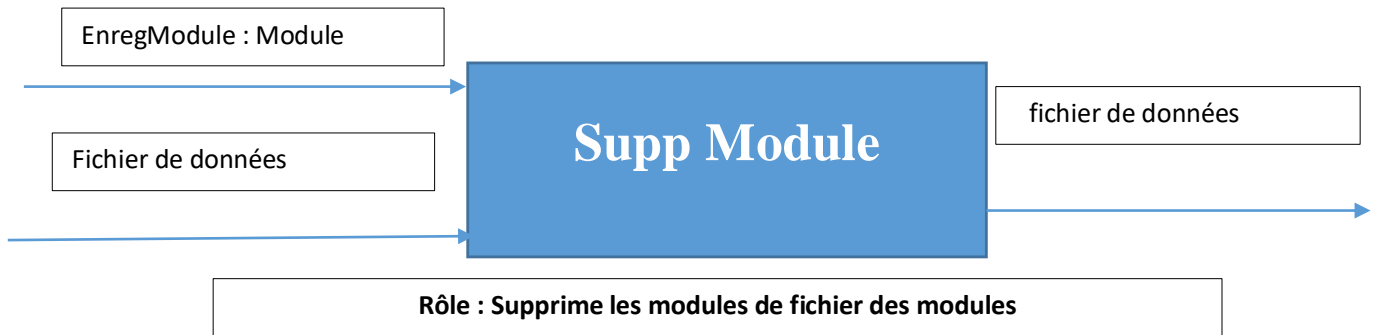 EnregModule : Module
Fichier de données
Supp Module
fichier de données
Rôle : Supprime les modules de fichier des modules